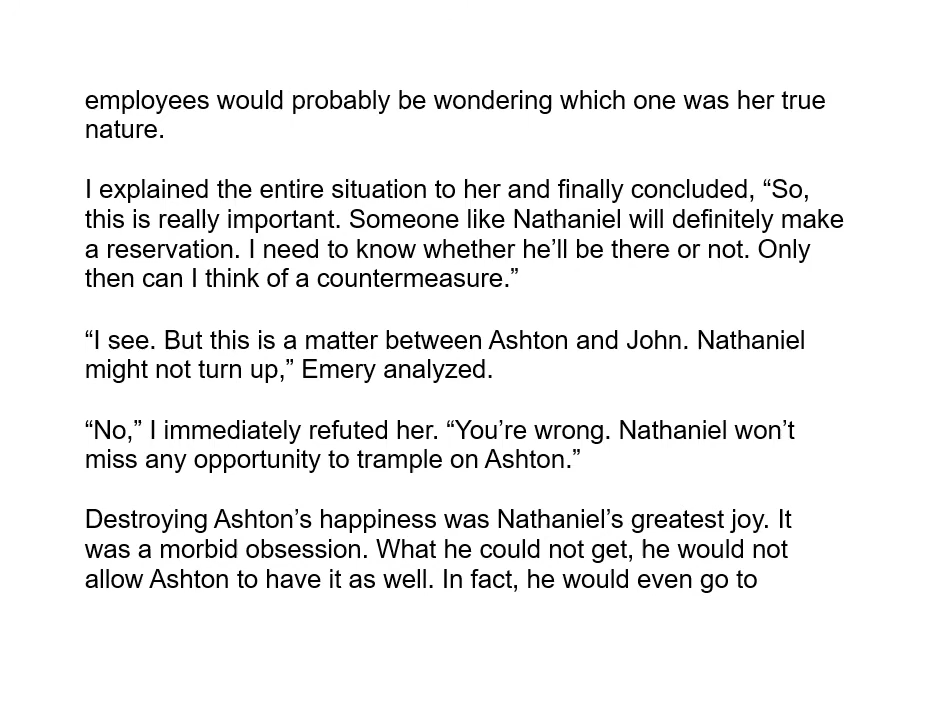 employees would probably be wondering which one was her true
nature.
I explained the entire situation to her and finally concluded, “So,
this is really important. Someone like Nathaniel will definitely make
a reservation. I need to know whether he’ll be there or not. Only
then can I think of a countermeasure.”
“I see. But this is a matter between Ashton and John. Nathaniel
might not turn up,” Emery analyzed.
“No,” I immediately refuted her. “You’re wrong. Nathaniel won’t
miss any opportunity to trample on Ashton.”
Destroying Ashton’s happiness was Nathaniel’s greatest joy. It
was a morbid obsession. What he could not get, he would not
allow Ashton to have it as well. In fact, he would even go to